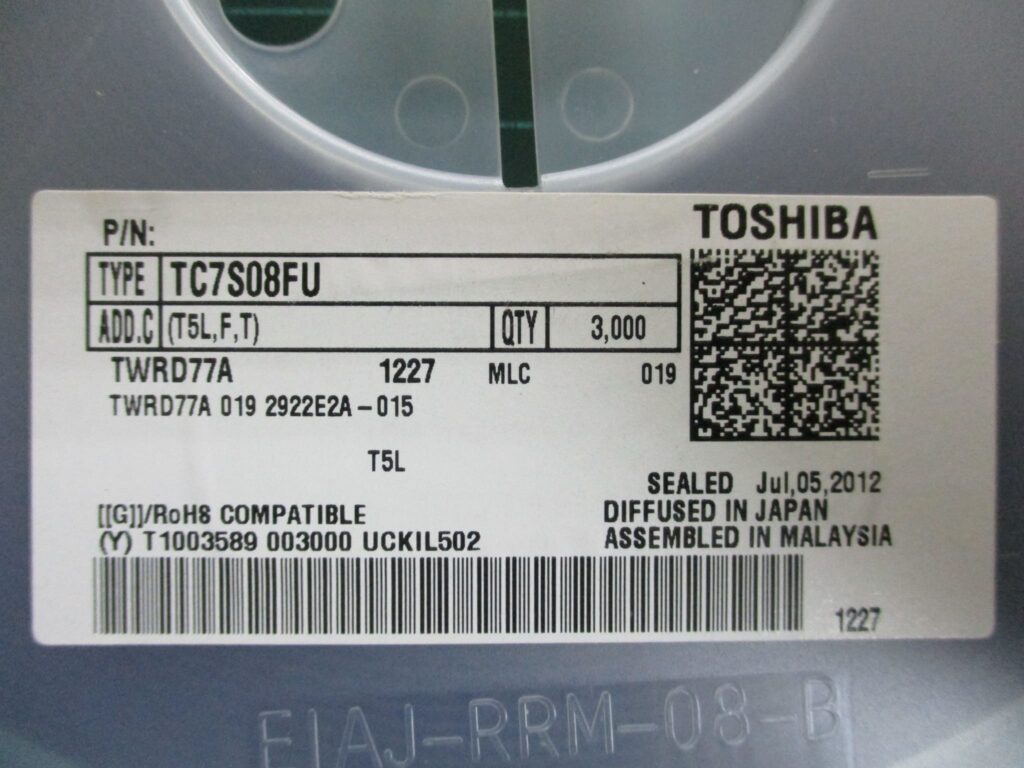 P/N:
TOSHIBA
TYPE TC7S08FU
ADD.C (T5L,F,T) QTY 3,000
TWRD77A 1227 MLC 019
TWRD77A 019 2922E2A-015
T5L
SEALED Jul,05,2012
[[G]]/RoHS COMPATIBLE DIFFUSED IN JAPAN
(Y) T1003589 003000 UCKIL502 ASSEMBLED IN MALAYSIA
1227
EIAJ-RRM-08-B